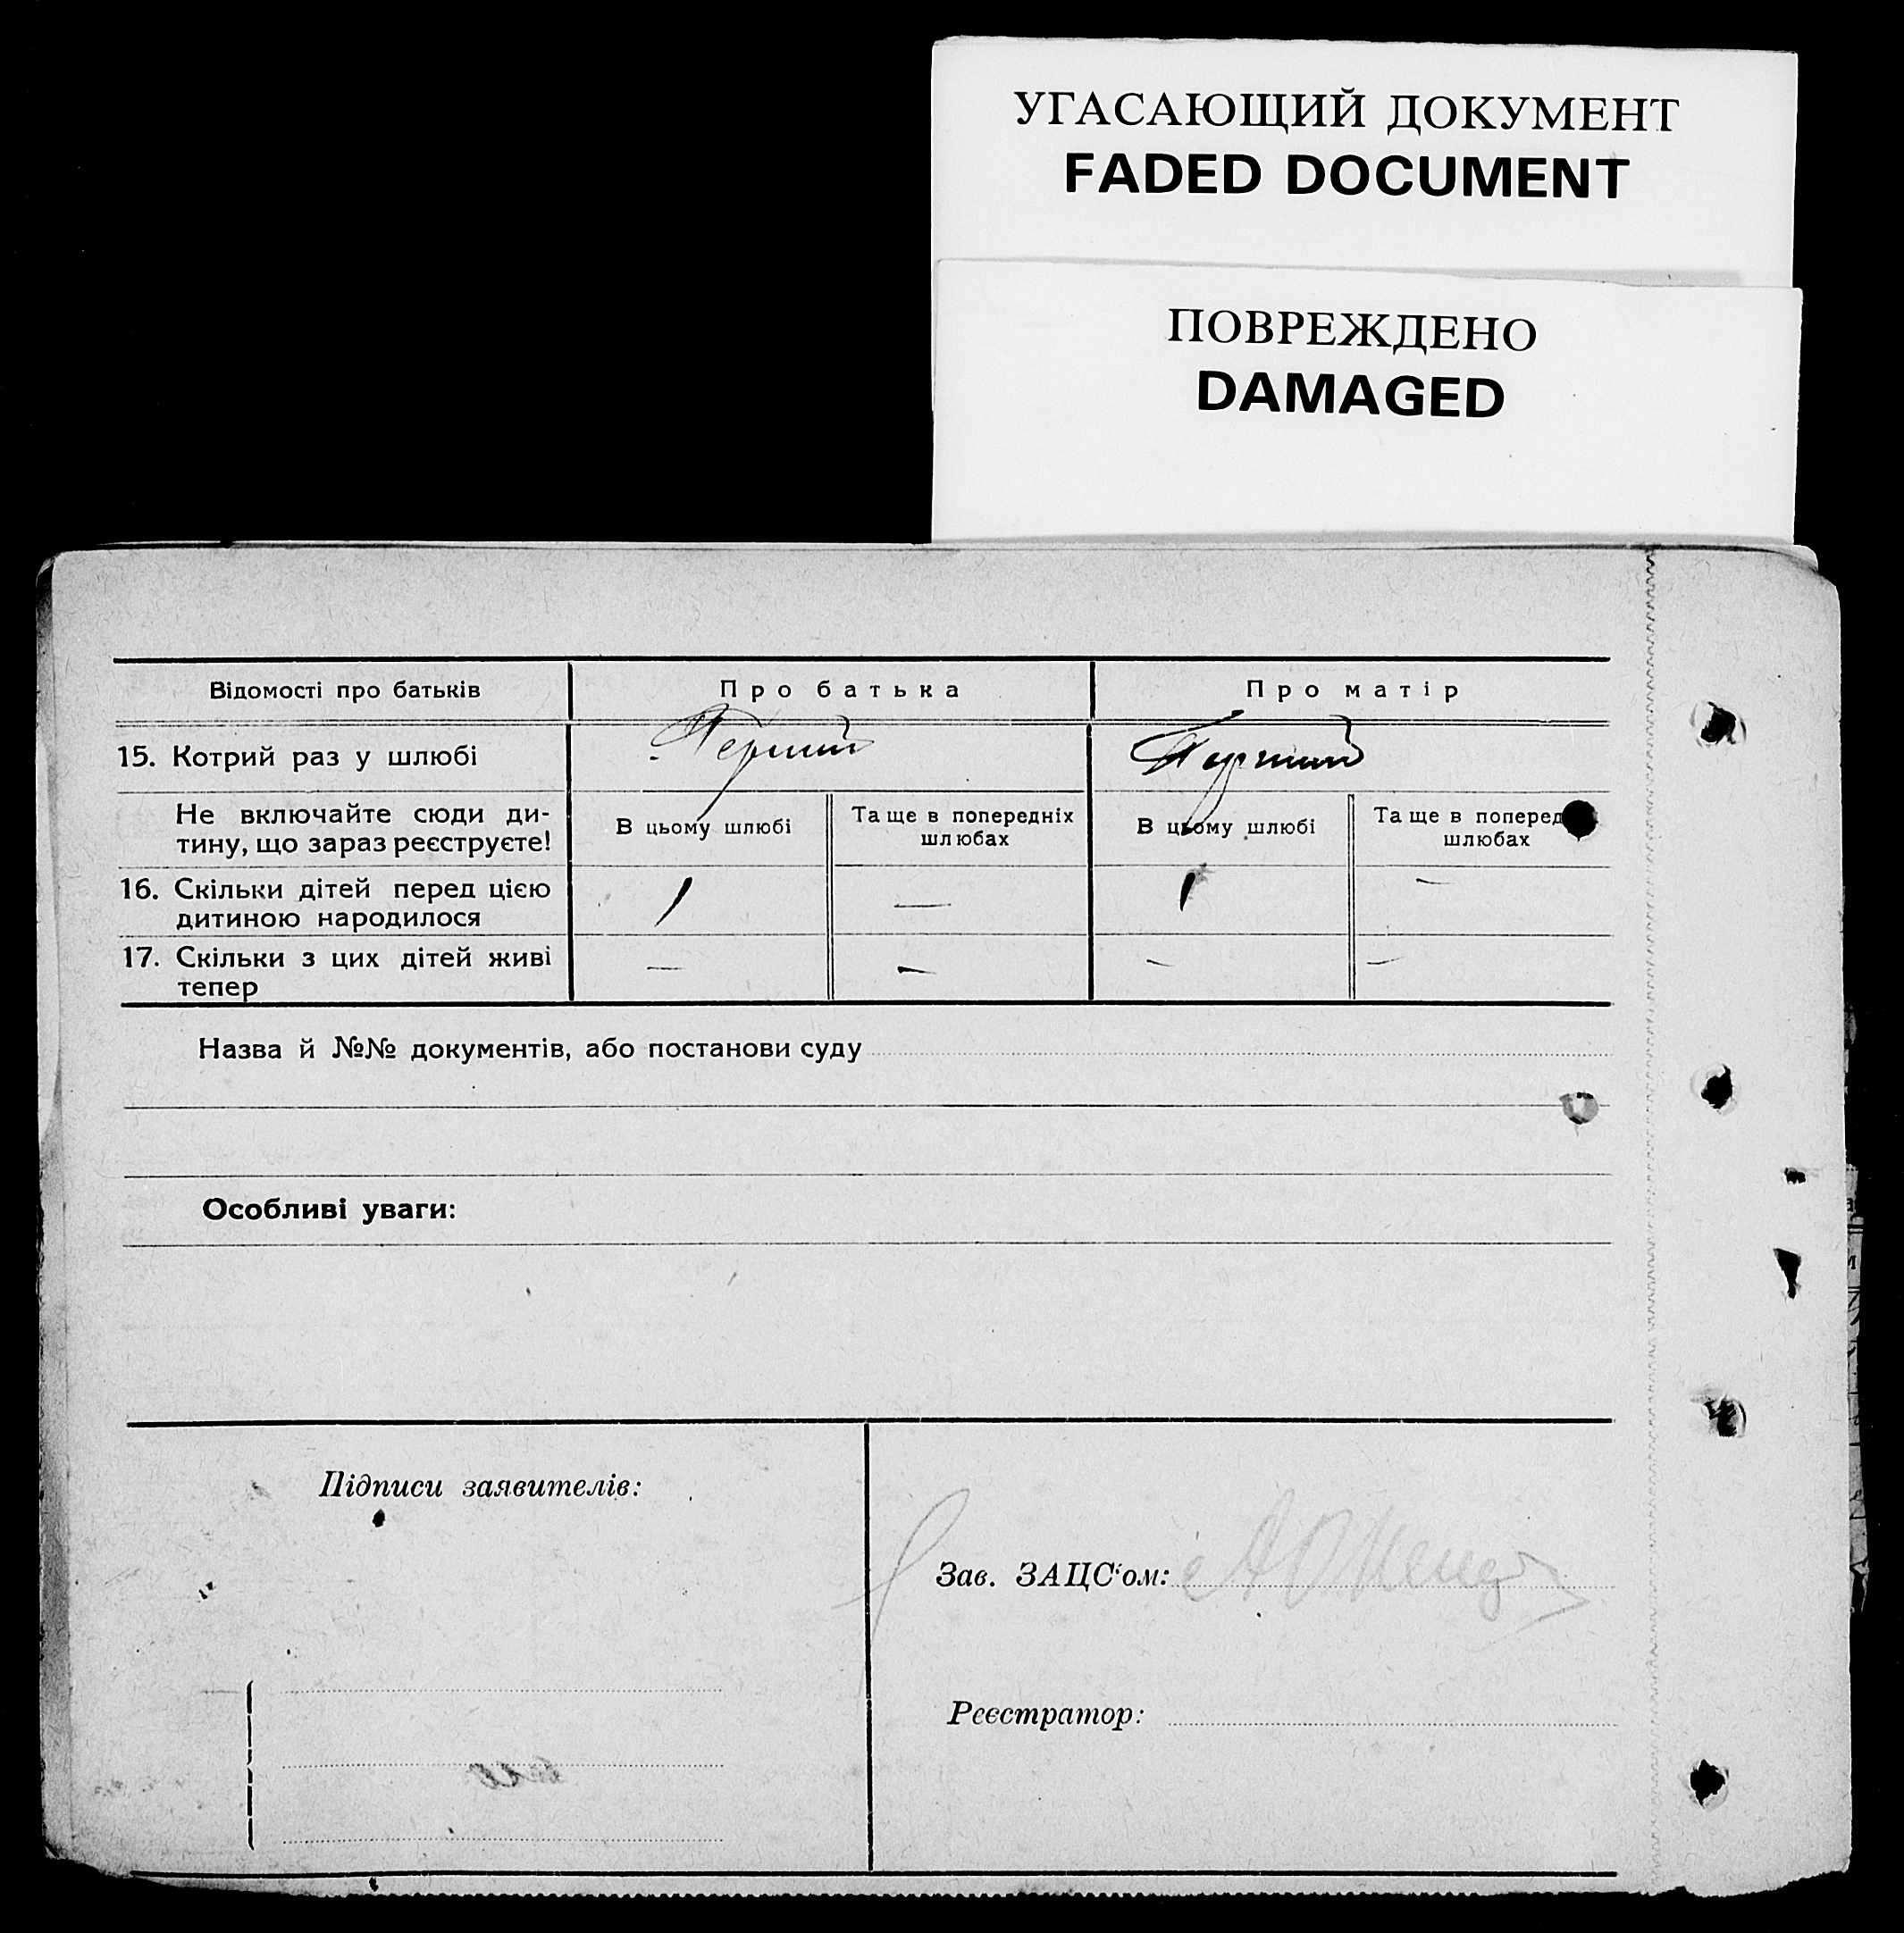 УГАСАЮЩИЙ ДОКУМЕНТ
FADED DOCUMENT
ПОВРЕЖДЕНО
DAMAGED
Відомості про батьків Про батька Про матір
15. Котрий раз у шлюбі Перший Перший
Не включайте сюди ди-
тину, що зараз реєструєте!
В цьому шлюбі
Та ще в попередніх
шлюбах
В цьому шлюбі
Та ще в поперед
шлюбах
16. Скільки дітей перед цією
дитиною народилося
1 — 1 —
17. Скільки з цих дітей живі
тепер
— — — —
Назва й №№ документів, або постанови суду
Особливі уваги:
Підписи заявителів:
Зав. ЗАЦС'ом:
Реєстратор: